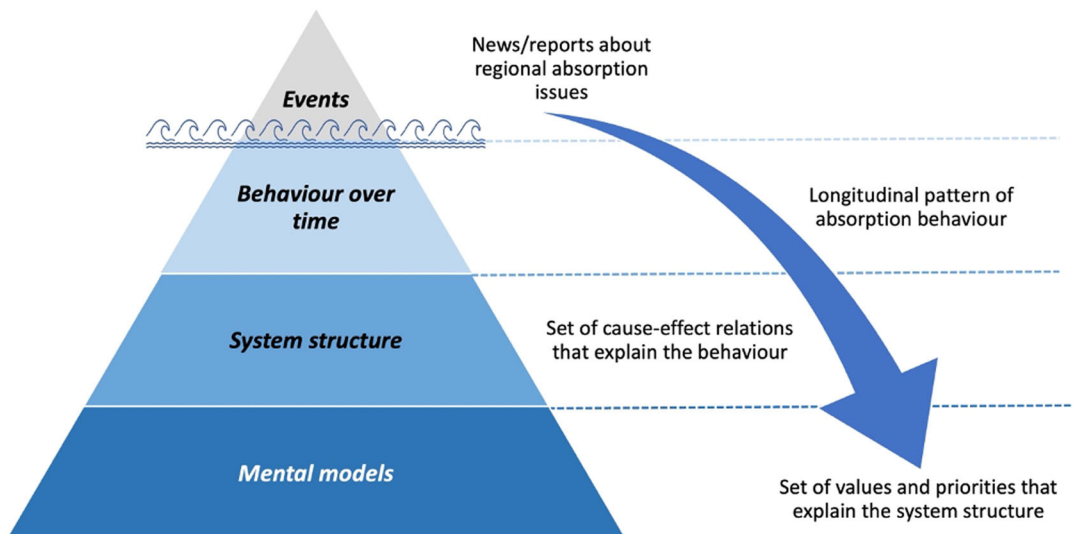 News/reports about
regional absorption
issues
Events
Behaviour over
time
Longitudinal pattern of
absorption behaviour
System structure
Set of cause-effect relations
that explain the behaviour
Mental models
Set of values and priorities that
explain the system structure